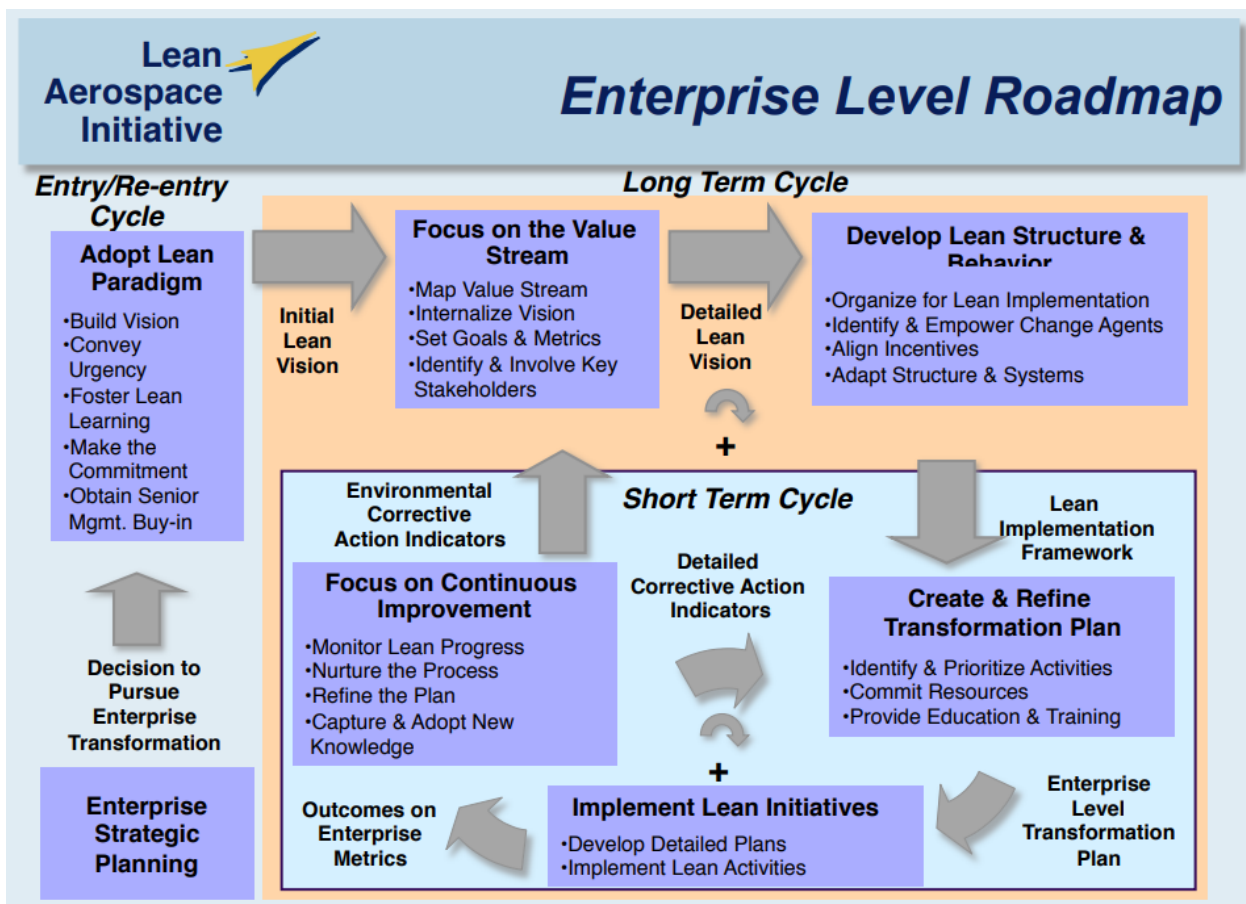 Lean
Aerospace
Initiative
Enterprise Level Roadmap
Entry/Re-entry
Cycle
Long Term Cycle
Adopt Lean
Paradigm
•Build Vision
•Convey
Urgency
•Foster Lean
Learning
•Make the
Commitment
•Obtain Senior
Mgmt. Buy-in
Initial
Lean
Vision
Focus on the Value
Stream
•Map Value Stream
•Internalize Vision
•Set Goals & Metrics
•Identify & Involve Key
Stakeholders
Detailed
Lean
Vision
+
Develop Lean Structure &
Behavior
•Organize for Lean Implementation
•Identify & Empower Change Agents
•Align Incentives
•Adapt Structure & Systems
Short Term Cycle
Environmental
Corrective
Action Indicators
Lean
Implementation
Framework
Detailed
Corrective Action
Indicators
+
Focus on Continuous
Improvement
•Monitor Lean Progress
•Nurture the Process
•Refine the Plan
•Capture & Adopt New
Knowledge
Create & Refine
Transformation Plan
•Identify & Prioritize Activities
•Commit Resources
•Provide Education & Training
Decision to
Pursue
Enterprise
Transformation
Enterprise
Strategic
Planning
Outcomes on
Enterprise
Metrics
Implement Lean Initiatives
•Develop Detailed Plans
•Implement Lean Activities
Enterprise
Level
Transformation
Plan